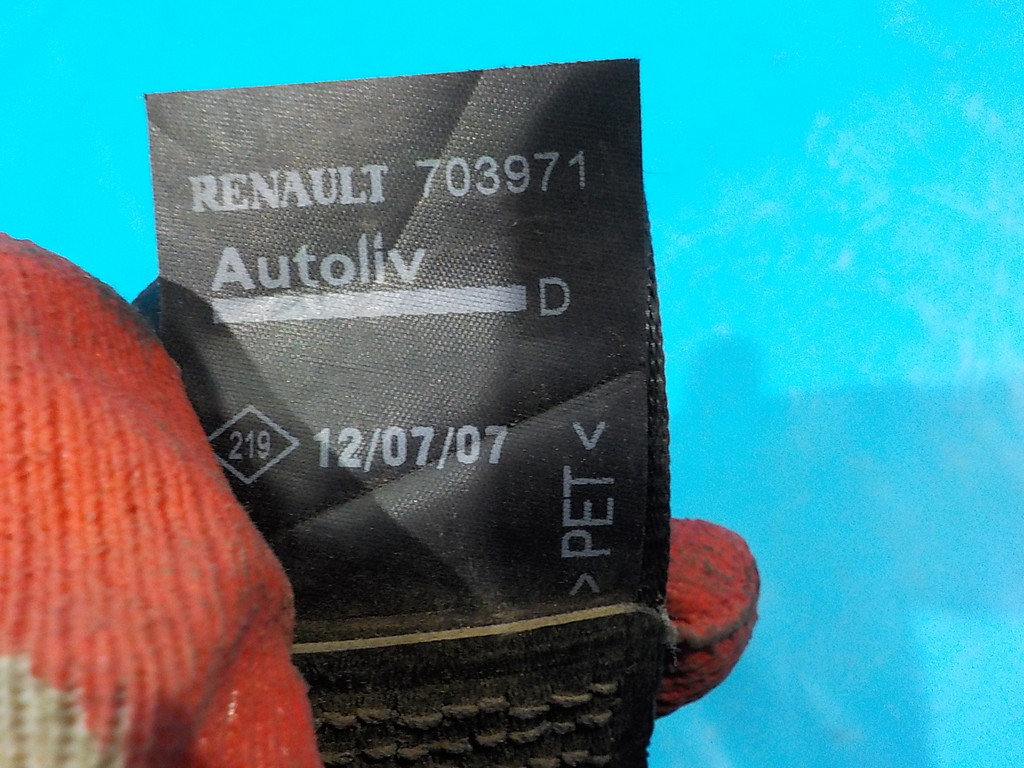 RENAULT 703971
Autoliv
D
219 12/07/07
>PET<